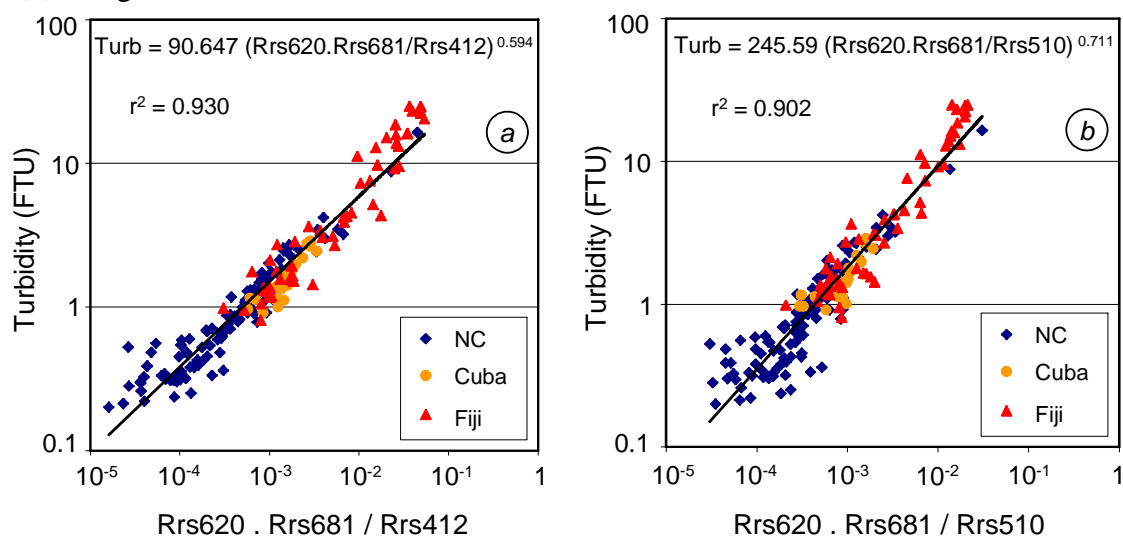 Turb = 90.647 (Rrs620.Rrs681/Rrs412)^0.594
r² = 0.930
a
100
10
1
0.1
Turbidity (FTU)
NC
Cuba
Fiji
10⁻⁵ 10⁻⁴ 10⁻³ 10⁻² 10⁻¹ 1
Rrs620 . Rrs681 / Rrs412
Turb = 245.59 (Rrs620.Rrs681/Rrs510)^0.711
r² = 0.902
b
100
10
1
0.1
Turbidity (FTU)
NC
Cuba
Fiji
10⁻⁵ 10⁻⁴ 10⁻³ 10⁻² 10⁻¹ 1
Rrs620 . Rrs681 / Rrs510